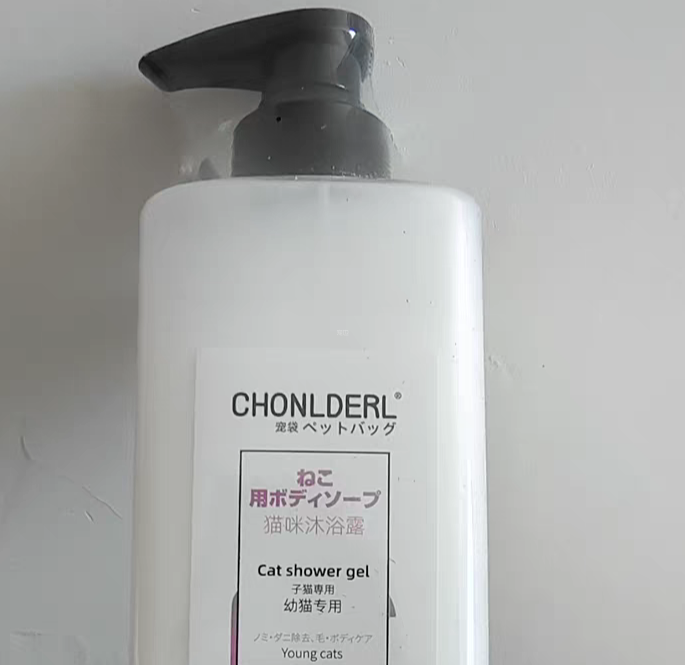 CHONLDERL®
宠袋 ペットバッグ
ねこ
用ボディソープ
猫咪沐浴露
Cat shower gel
子猫専用
幼猫专用
ノミ・ダニ除去、毛・ボディケア
Young cats